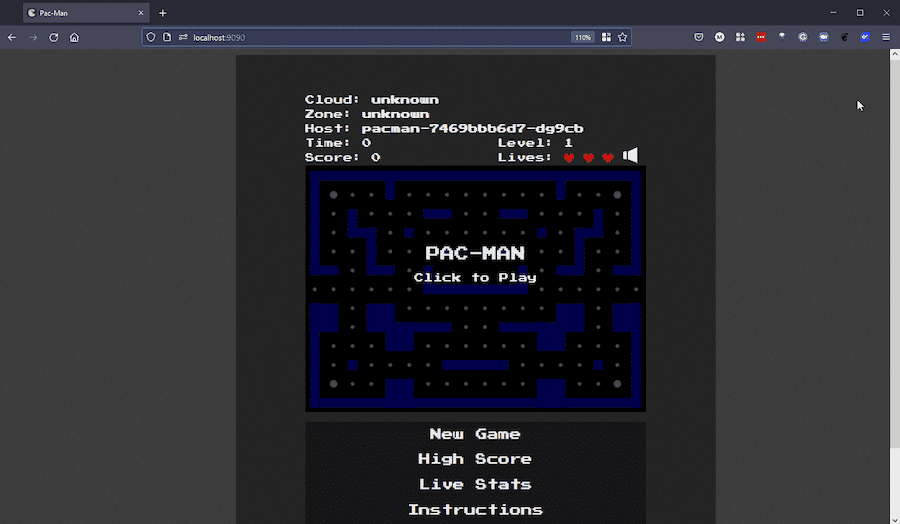 Pac-Man
localhost:9090
110%
Cloud: unknown
Zone: unknown
Host: pacman-7469bbb6d7-dg9cb
Time: 0 Level: 1
Score: 0 Lives:
PAC-MAN
Click to Play
New Game
High Score
Live Stats
Instructions